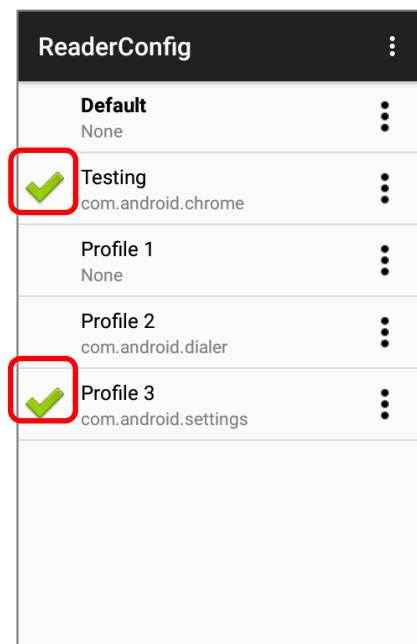 ReaderConfig
Default
None
Testing
com.android.chrome
Profile 1
None
Profile 2
com.android.dialer
Profile 3
com.android.settings